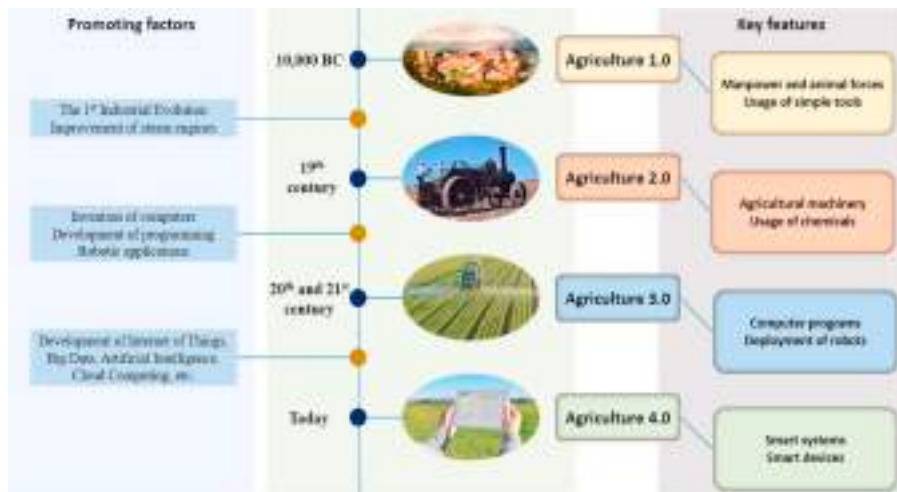 Promoting factors
Key features
10,000 BC
Agriculture 1.0
Manpower and animal forces
Usage of simple tools
The 1st Industrial Evolution
Improvement of steam engines
19th
century
Agriculture 2.0
Agricultural machinery
Usage of chemicals
Invention of computers
Development of programming
Robotic applications
20th and 21st
century
Agriculture 3.0
Computer programs
Deployment of robots
Development of Internet of Things,
Big Data, Artificial Intelligence,
Cloud Computing, etc.
Today
Agriculture 4.0
Smart systems
Smart devices